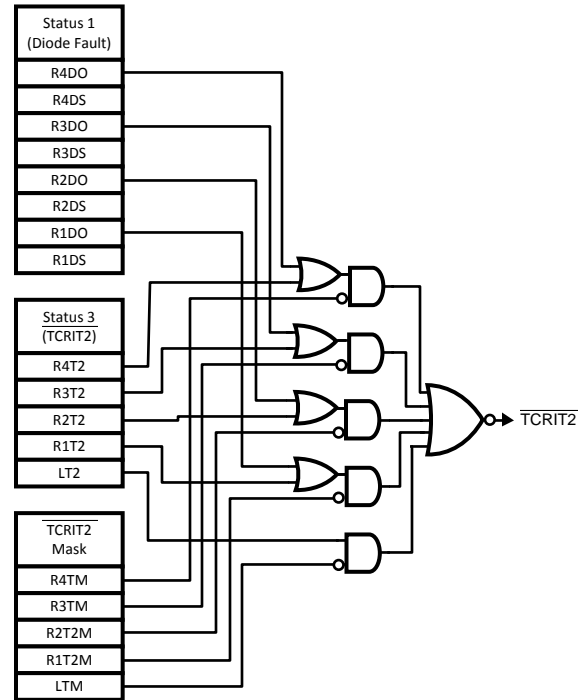 Status 1
(Diode Fault)
R4DO
R4DS
R3DO
R3DS
R2DO
R2DS
R1DO
R1DS
Status 3
(TCRIT2)
R4T2
R3T2
R2T2
R1T2
LT2
TCRIT2
Mask
R4TM
R3TM
R2T2M
R1T2M
LTM
TCRIT2